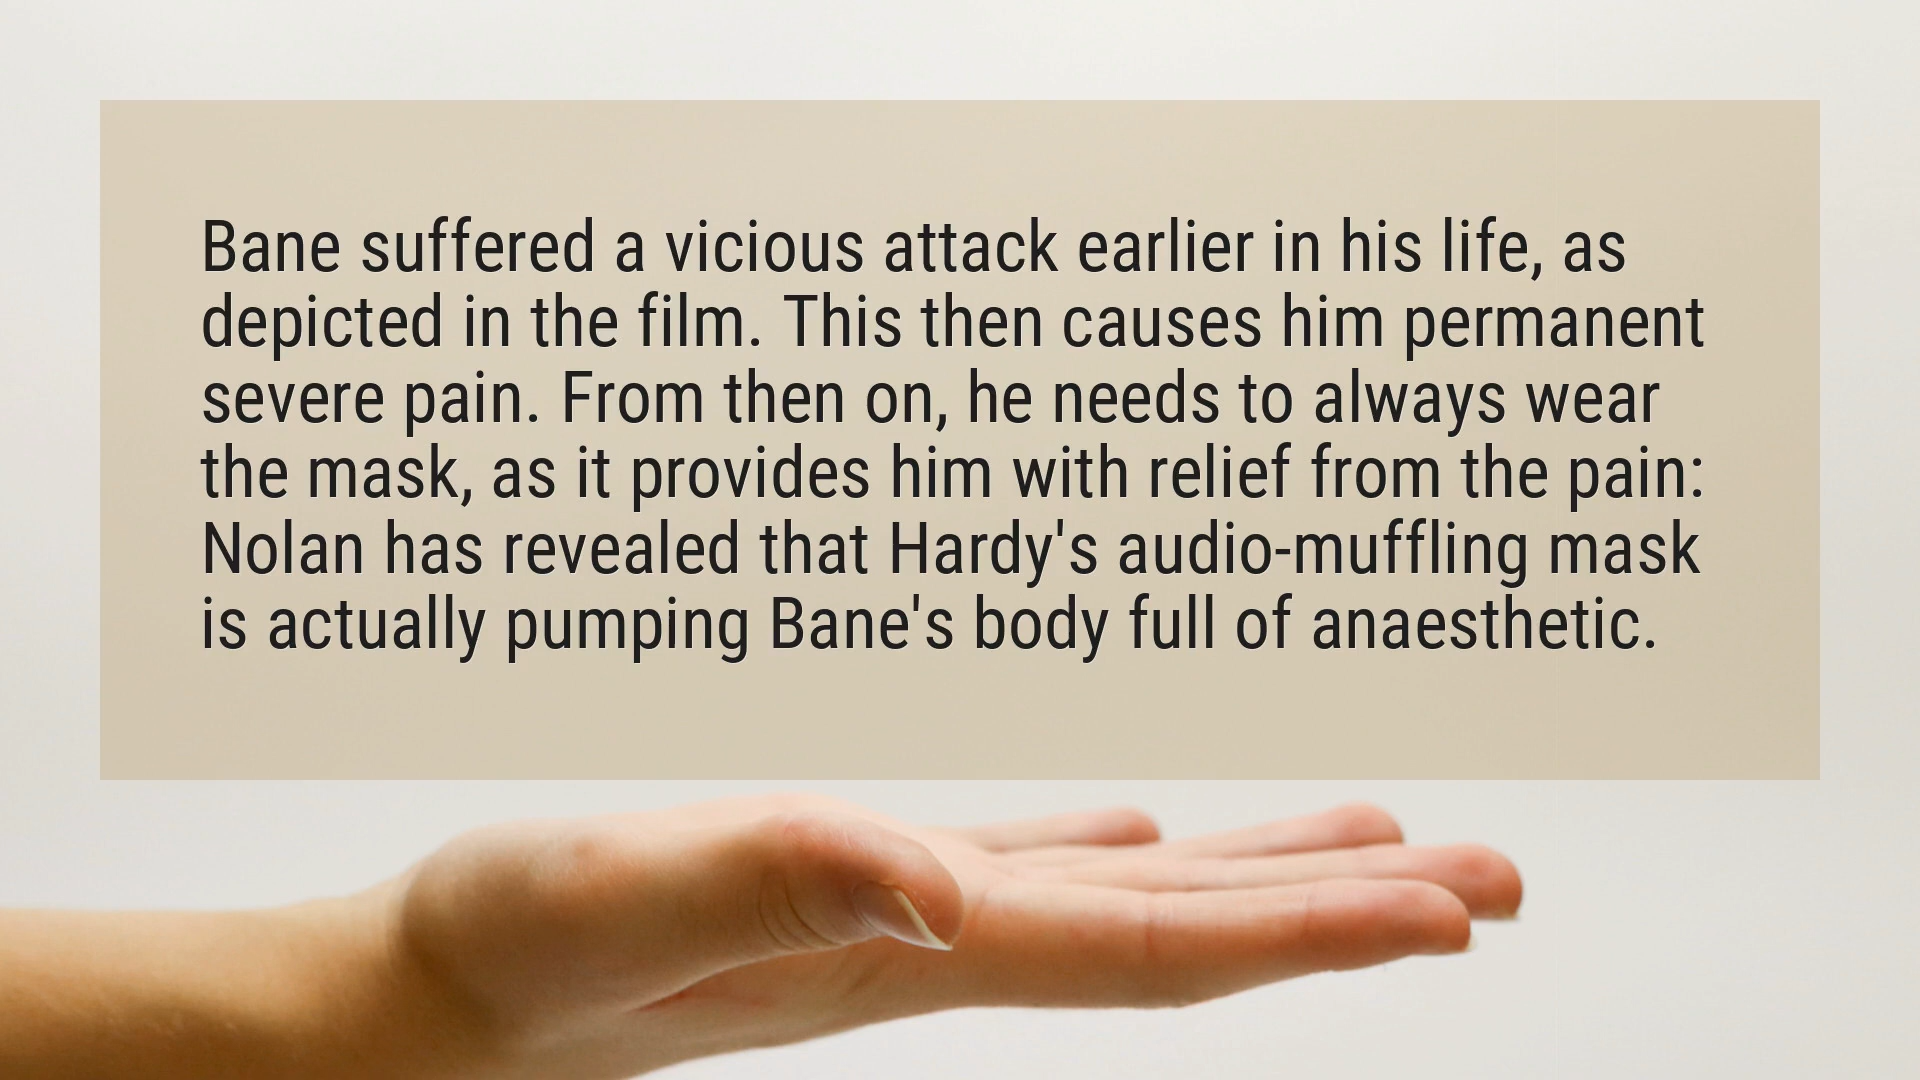 Bane suffered a vicious attack earlier in his life, as
depicted in the film. This then causes him permanent
severe pain. From then on, he needs to always wear
the mask, as it provides him with relief from the pain:
Nolan has revealed that Hardy's audio-muffling mask
is actually pumping Bane's body full of anaesthetic.